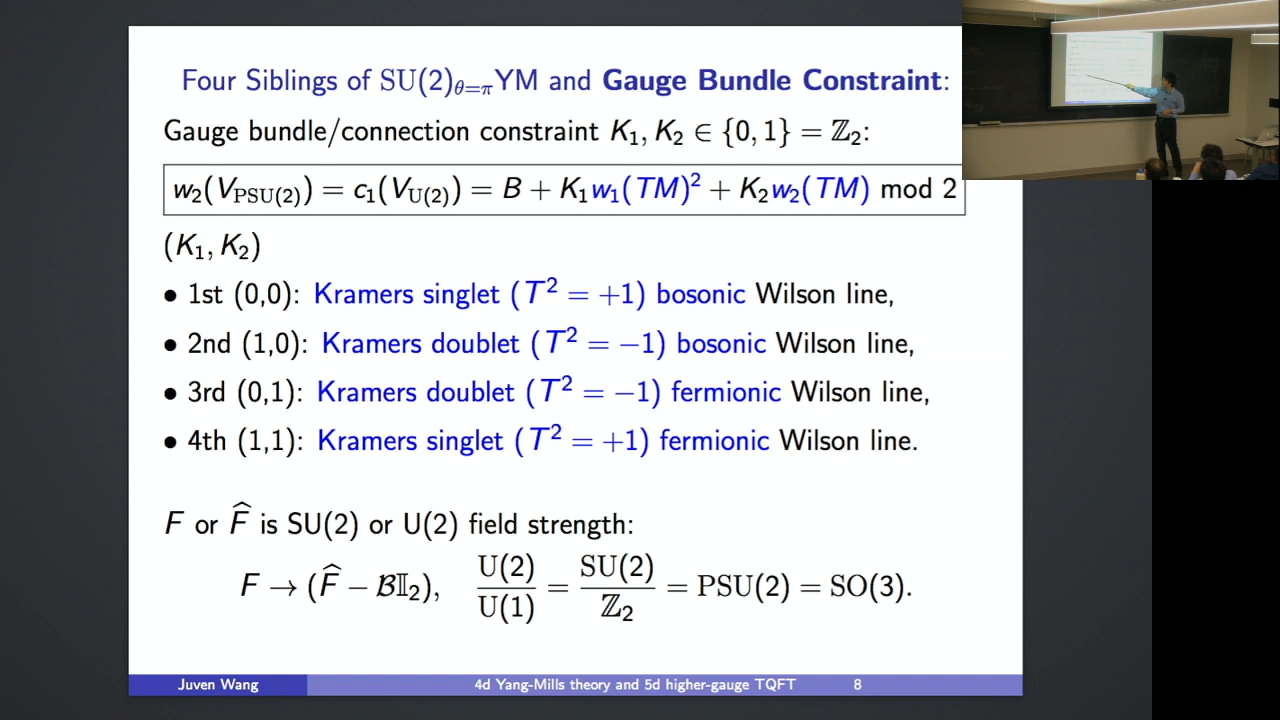 Four Siblings of SU(2)_{θ=π}YM and Gauge Bundle Constraint:
Gauge bundle/connection constraint K₁, K₂ ∈ {0, 1} = ℤ₂:
w₂(V_{PSU(2)}) = c₁(V_{U(2)}) = B + K₁w₁(TM)² + K₂w₂(TM) mod 2
(K₁, K₂)
• 1st (0,0): Kramers singlet (T² = +1) bosonic Wilson line,
• 2nd (1,0): Kramers doublet (T² = −1) bosonic Wilson line,
• 3rd (0,1): Kramers doublet (T² = −1) fermionic Wilson line,
• 4th (1,1): Kramers singlet (T² = +1) fermionic Wilson line.
F or F̂ is SU(2) or U(2) field strength:
F → (F̂ − ℬ𝕀₂), U(2)/U(1) = SU(2)/ℤ₂ = PSU(2) = SO(3).
Juven Wang 4d Yang-Mills theory and 5d higher-gauge TQFT 8